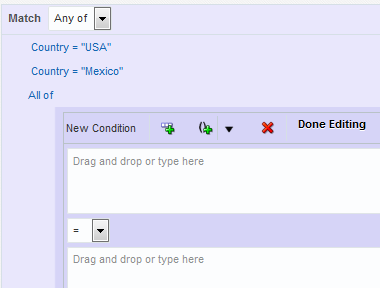 Match Any of
Country = "USA"
Country = "Mexico"
All of
New Condition Done Editing
Drag and drop or type here
=
Drag and drop or type here